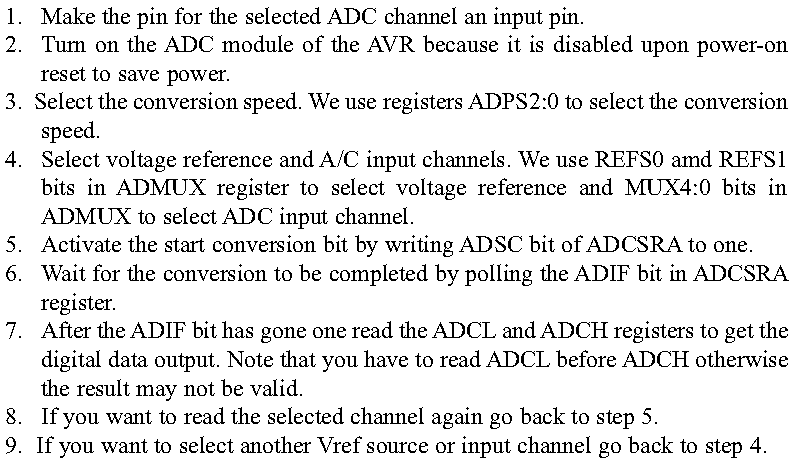 1. Make the pin for the selected ADC channel an input pin.
2. Turn on the ADC module of the AVR because it is disabled upon power-on
reset to save power.
3. Select the conversion speed. We use registers ADPS2:0 to select the conversion
speed.
4. Select voltage reference and A/C input channels. We use REFS0 amd REFS1
bits in ADMUX register to select voltage reference and MUX4:0 bits in
ADMUX to select ADC input channel.
5. Activate the start conversion bit by writing ADSC bit of ADCSRA to one.
6. Wait for the conversion to be completed by polling the ADIF bit in ADCSRA
register.
7. After the ADIF bit has gone one read the ADCL and ADCH registers to get the
digital data output. Note that you have to read ADCL before ADCH otherwise
the result may not be valid.
8. If you want to read the selected channel again go back to step 5.
9. If you want to select another Vref source or input channel go back to step 4.